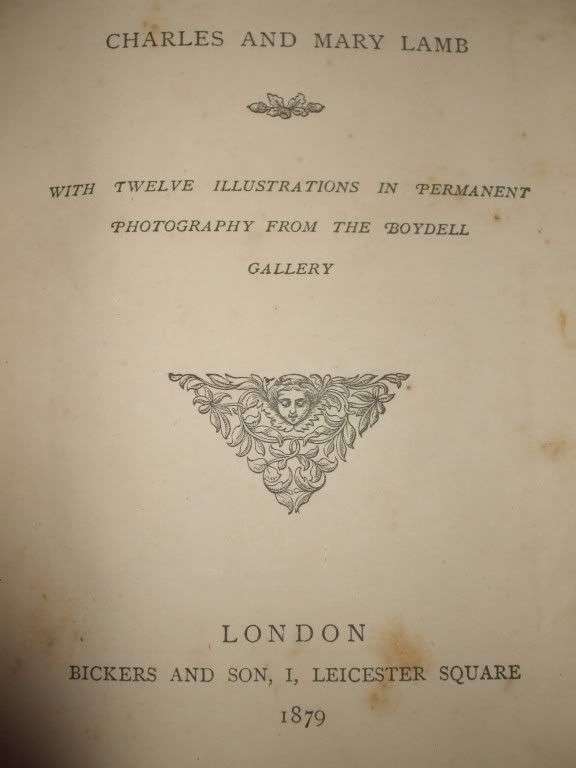 CHARLES AND MARY LAMB
WITH TWELVE ILLUSTRATIONS IN PERMANENT
PHOTOGRAPHY FROM THE BOYDELL
GALLERY
LONDON
BICKERS AND SON, I, LEICESTER SQUARE
1879